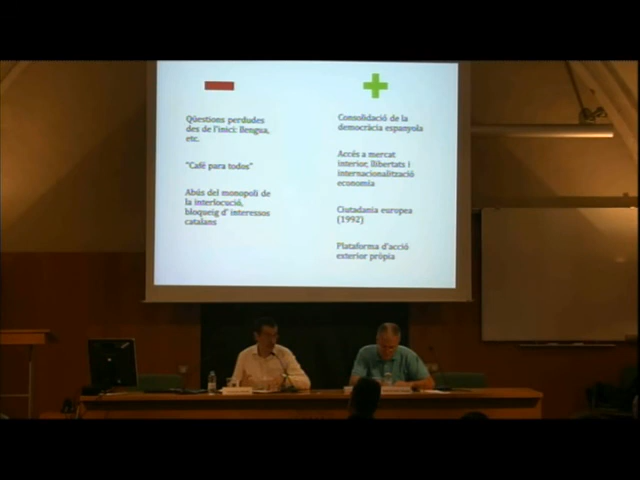 Qüestions perdudes
des de l'inici: llengua,
etc.
"Cafè para todos"
Abús del monopoli de
la interlocució,
bloqueig d' interessos
catalans
Consolidació de la
democràcia espanyola
Accés a mercat
interior, llibertats i
internacionalització
economia
Ciutadania europea
(1992)
Plataforma d'acció
exterior pròpia